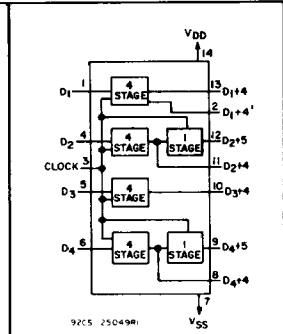 VDD
14
D1 1 4 STAGE 13 D1+4
2 D1+4'
D2 4 4 STAGE 1 STAGE 12 D2+5
11 D2+4
CLOCK 3
D3 5 4 STAGE 10 D3+4
D4 6 4 STAGE 1 STAGE 9 D4+5
8 D4+4
7
VSS
92CS 25049R1